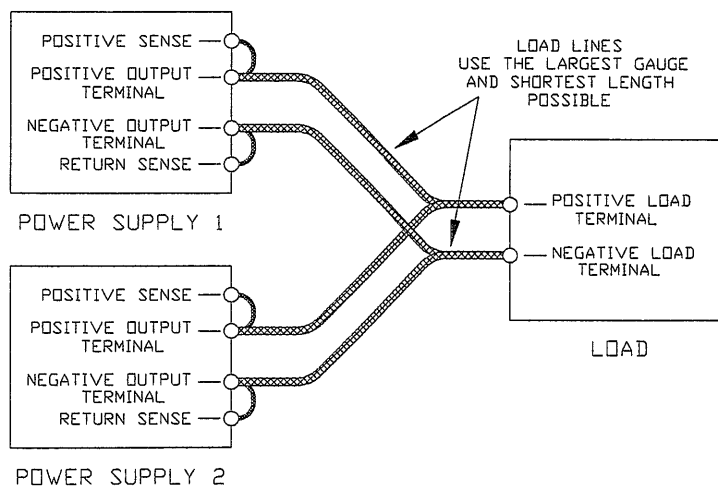 POSITIVE SENSE
POSITIVE OUTPUT
TERMINAL
NEGATIVE OUTPUT
TERMINAL
RETURN SENSE
POWER SUPPLY 1
LOAD LINES
USE THE LARGEST GAUGE
AND SHORTEST LENGTH
POSSIBLE
POSITIVE LOAD
TERMINAL
NEGATIVE LOAD
TERMINAL
LOAD
POSITIVE SENSE
POSITIVE OUTPUT
TERMINAL
NEGATIVE OUTPUT
TERMINAL
RETURN SENSE
POWER SUPPLY 2